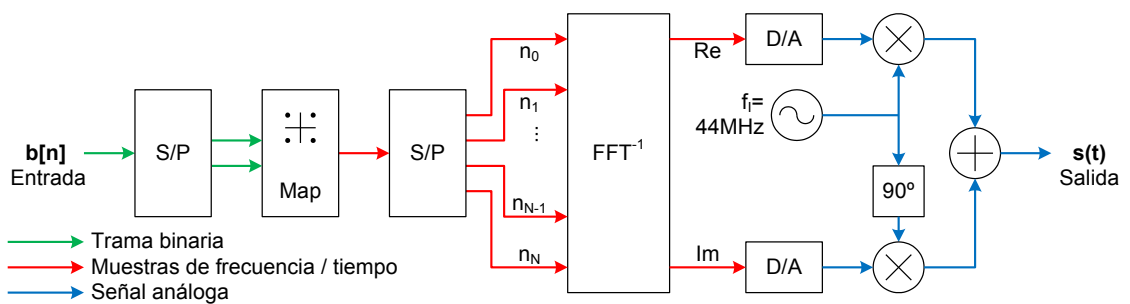 b[n]
Entrada
S/P
Map
S/P
n0
n1
...
nN-1
nN
FFT-1
Re
Im
D/A
D/A
fI=
44MHz
90º
s(t)
Salida
Trama binaria
Muestras de frecuencia / tiempo
Señal análoga